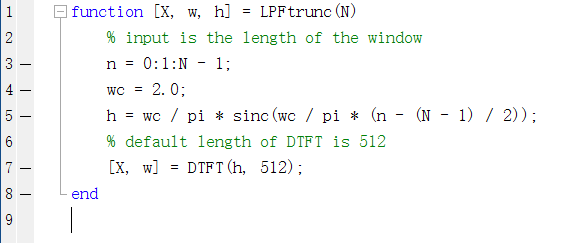 1 function [X, w, h] = LPFtrunc(N)
2 % input is the length of the window
3 — n = 0:1:N - 1;
4 — wc = 2.0;
5 — h = wc / pi * sinc(wc / pi * (n - (N - 1) / 2));
6 % default length of DTFT is 512
7 — [X, w] = DTFT(h, 512);
8 — end
9